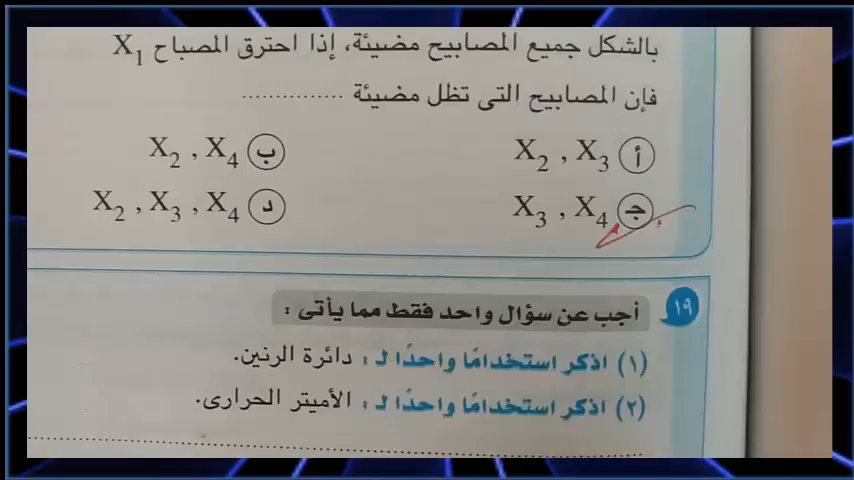 بالشكل جميع المصابيح مضيئة، إذا احترق المصباح X1
فإن المصابيح التى تظل مضيئة ...............
أ X2 , X3
ب X2 , X4
جـ X3 , X4
د X2 , X3 , X4
١٩ أجب عن سؤال واحد فقط مما يأتى :
(١) اذكر استخدامًا واحدًا لـ : دائرة الرنين.
(٢) اذكر استخدامًا واحدًا لـ : الأميتر الحرارى.